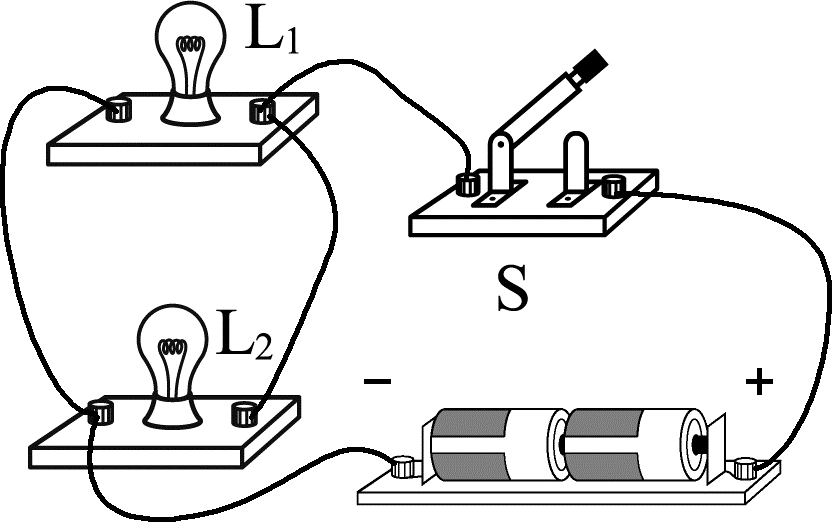 L₁
S
L₂
− +